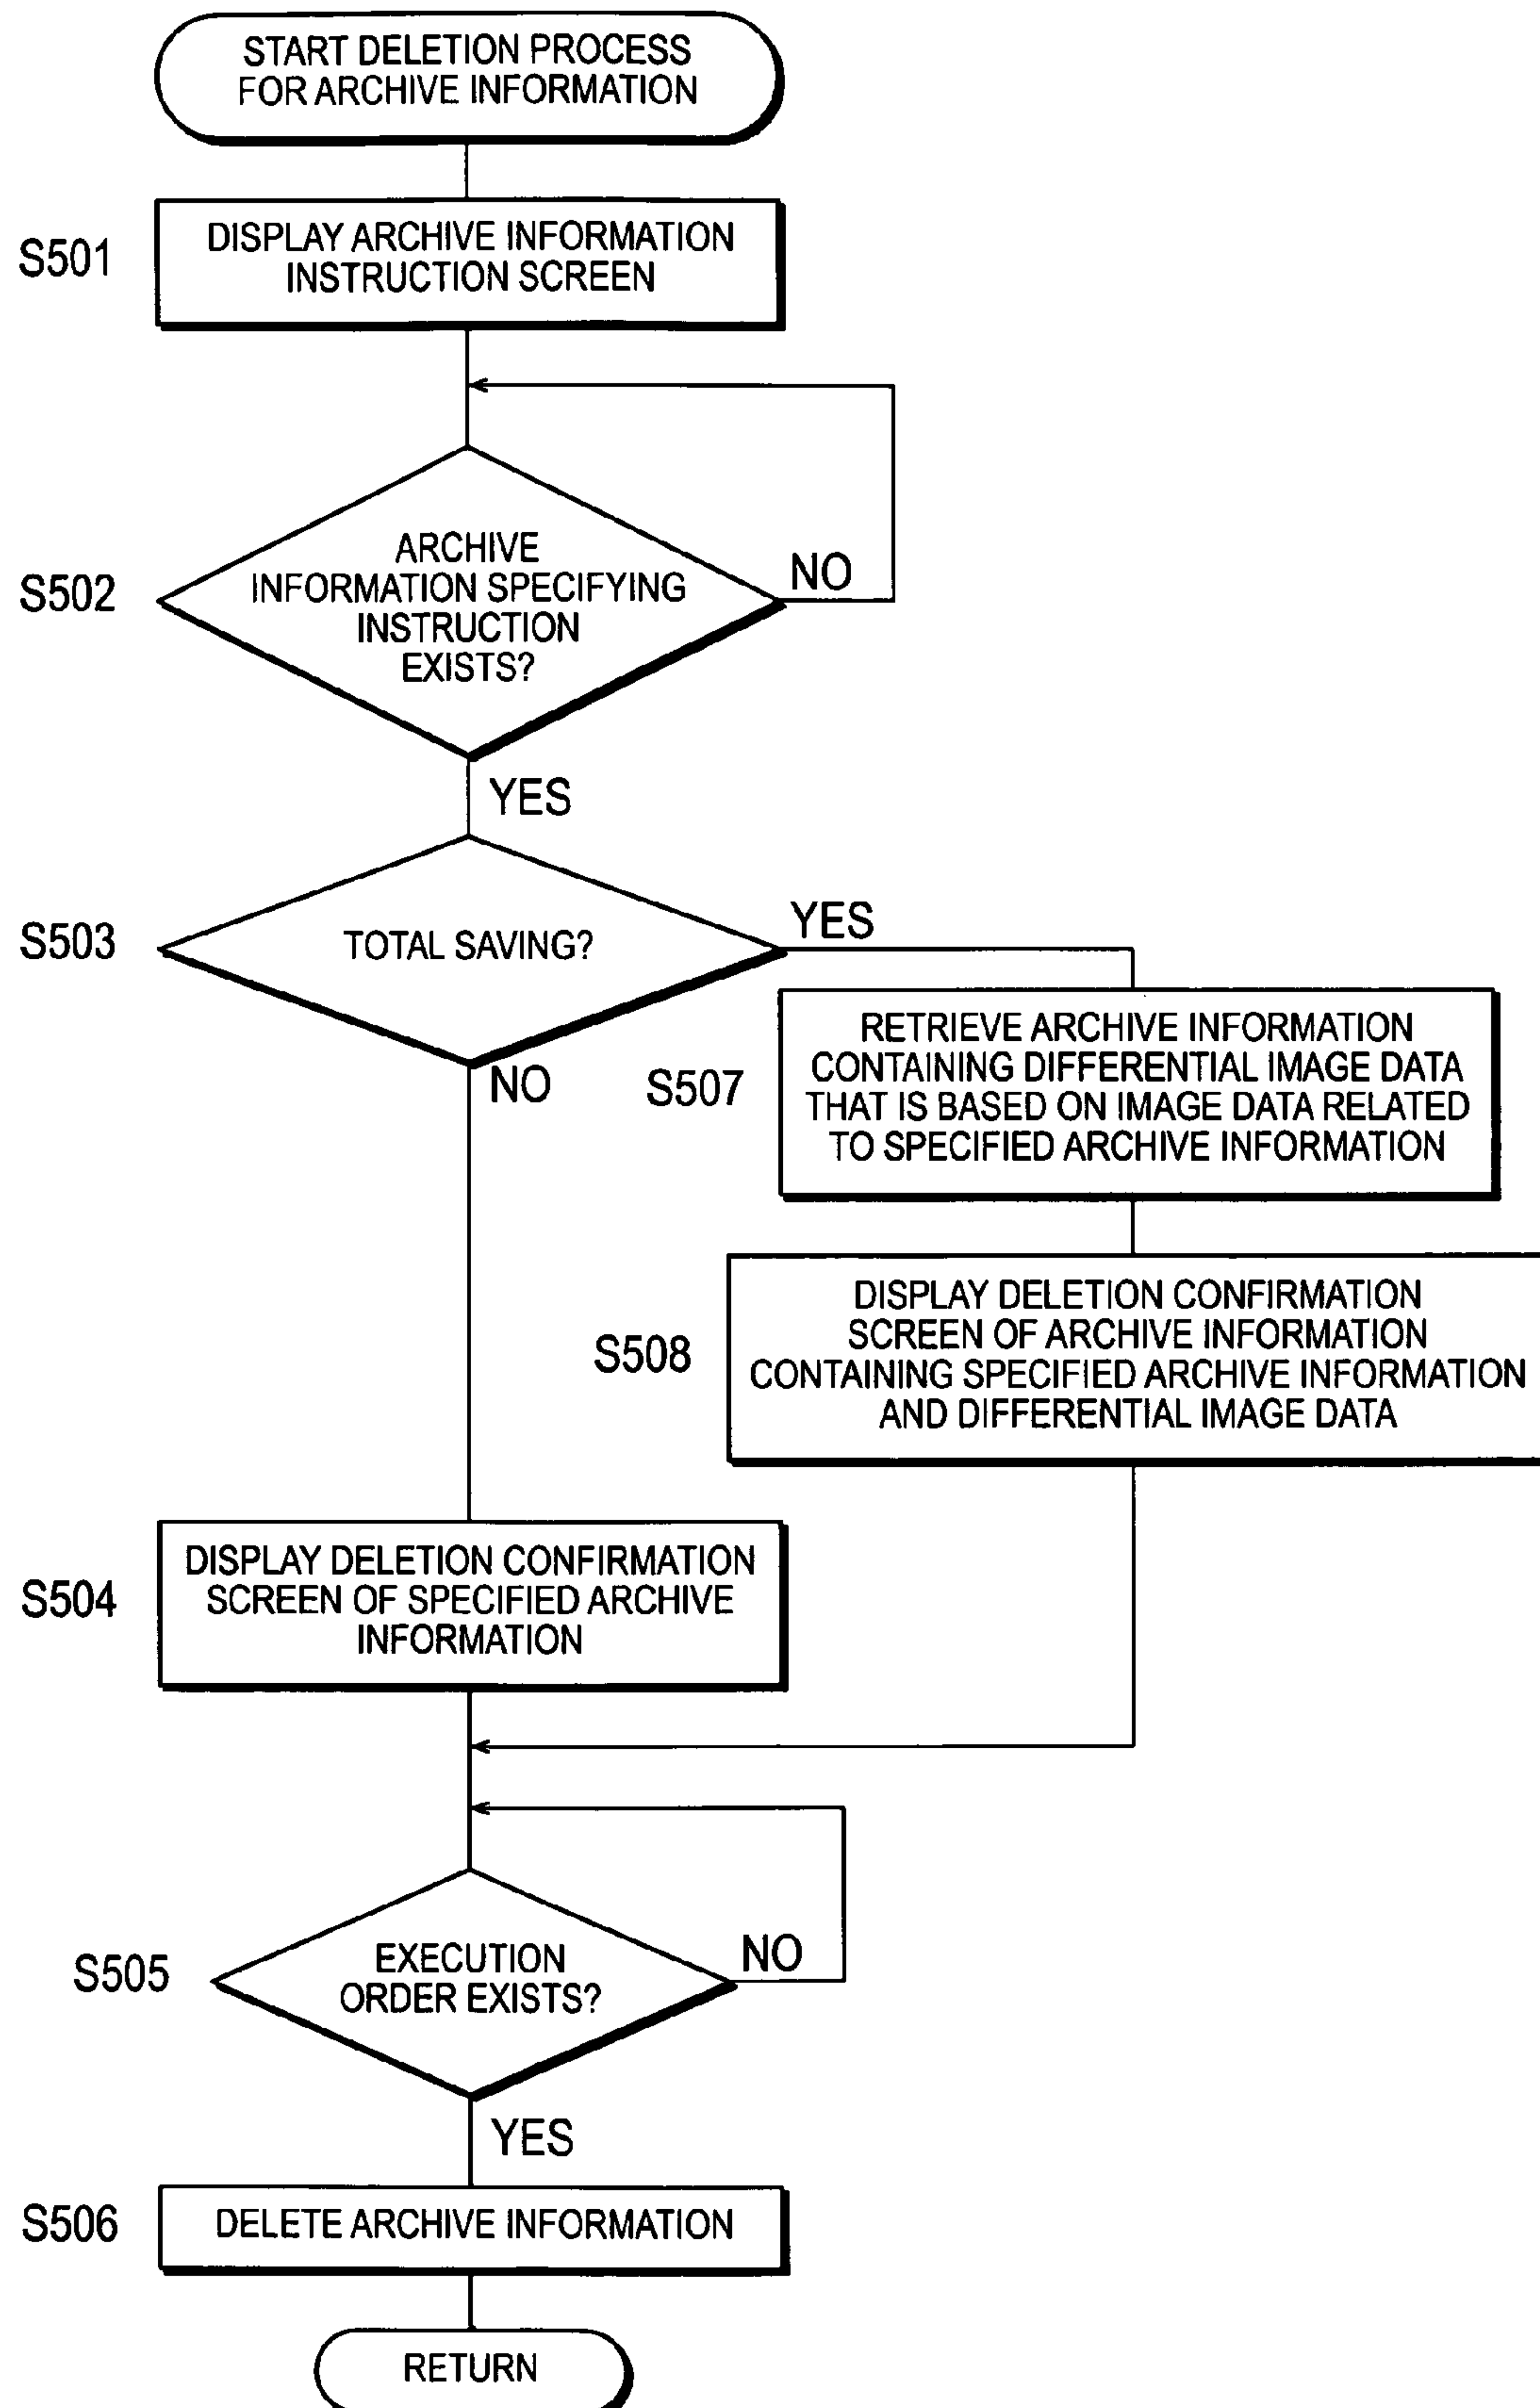 START DELETION PROCESS
FOR ARCHIVE INFORMATION
S501
DISPLAY ARCHIVE INFORMATION
INSTRUCTION SCREEN
S502
ARCHIVE
INFORMATION SPECIFYING
INSTRUCTION
EXISTS?
NO
YES
S503
TOTAL SAVING?
YES
NO
S507
RETRIEVE ARCHIVE INFORMATION
CONTAINING DIFFERENTIAL IMAGE DATA
THAT IS BASED ON IMAGE DATA RELATED
TO SPECIFIED ARCHIVE INFORMATION
S508
DISPLAY DELETION CONFIRMATION
SCREEN OF ARCHIVE INFORMATION
CONTAINING SPECIFIED ARCHIVE INFORMATION
AND DIFFERENTIAL IMAGE DATA
S504
DISPLAY DELETION CONFIRMATION
SCREEN OF SPECIFIED ARCHIVE
INFORMATION
S505
EXECUTION
ORDER EXISTS?
NO
YES
S506
DELETE ARCHIVE INFORMATION
RETURN